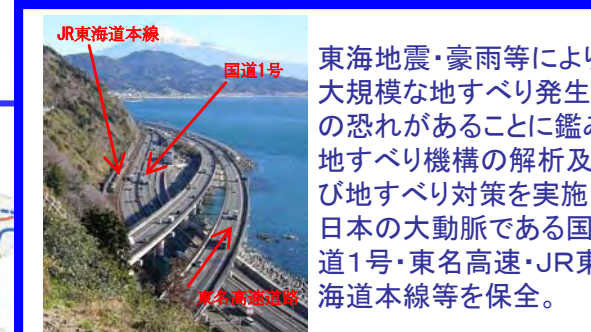 JR東海道本線
国道1号
東名高速道路
東海地震・豪雨等によ
大規模な地すべり発生
の恐れがあることに鑑
地すべり機構の解析及
び地すべり対策を実施
日本の大動脈である国
道1号・東名高速・JR東
海道本線等を保全。